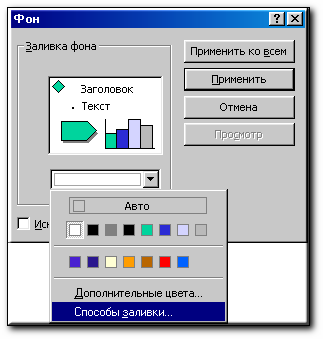 Фон
Заливка фона
Применить ко всем
Заголовок
Текст
Применить
Отмена
Просмотр
Авто
Дополнительные цвета...
Способы заливки...